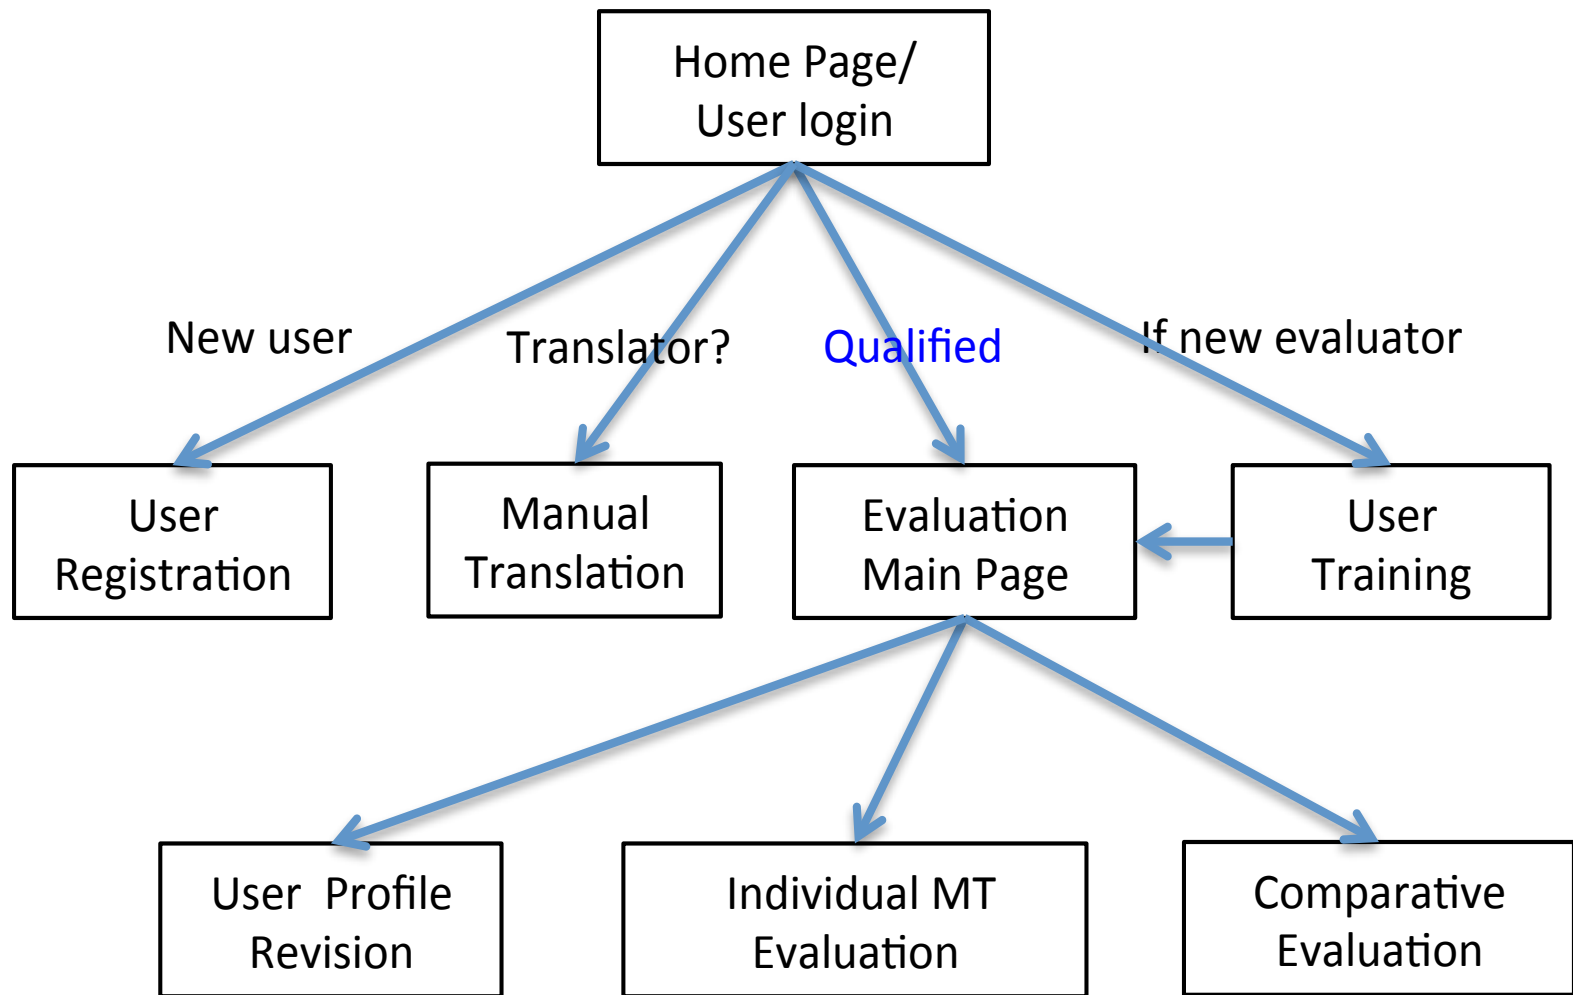 Home Page/
User login
New user
Translator?
Qualified
If new evaluator
User
Registration
Manual
Translation
Evaluation
Main Page
User
Training
User  Profile
Revision
Individual MT
Evaluation
Comparative
Evaluation